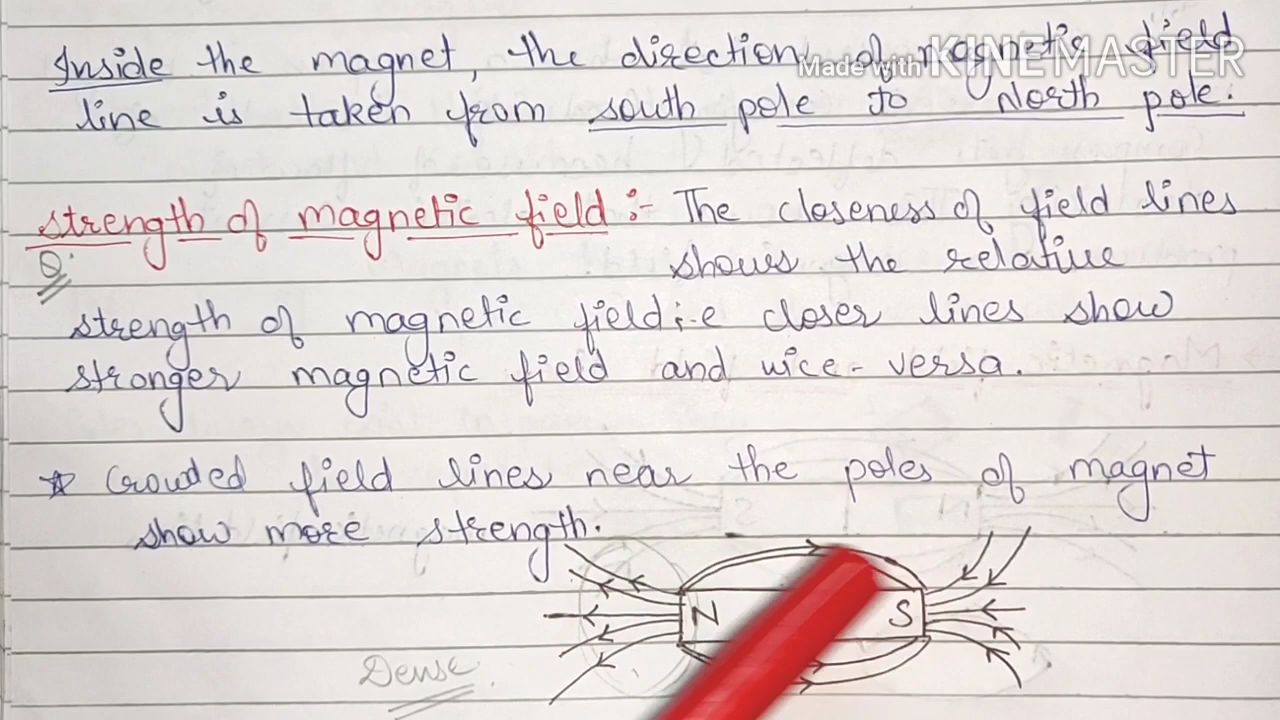 Inside the magnet, the direction of magnetic field
Made with KINEMASTER
line is taken from south pole to North pole.
strength of magnetic field :- The closeness of field lines
Q.
shows the relative
strength of magnetic field i.e closer lines show
stronger magnetic field and wice-versa.
☆ Crowded field lines near the poles of magnet
show more strength.
N S
Dense